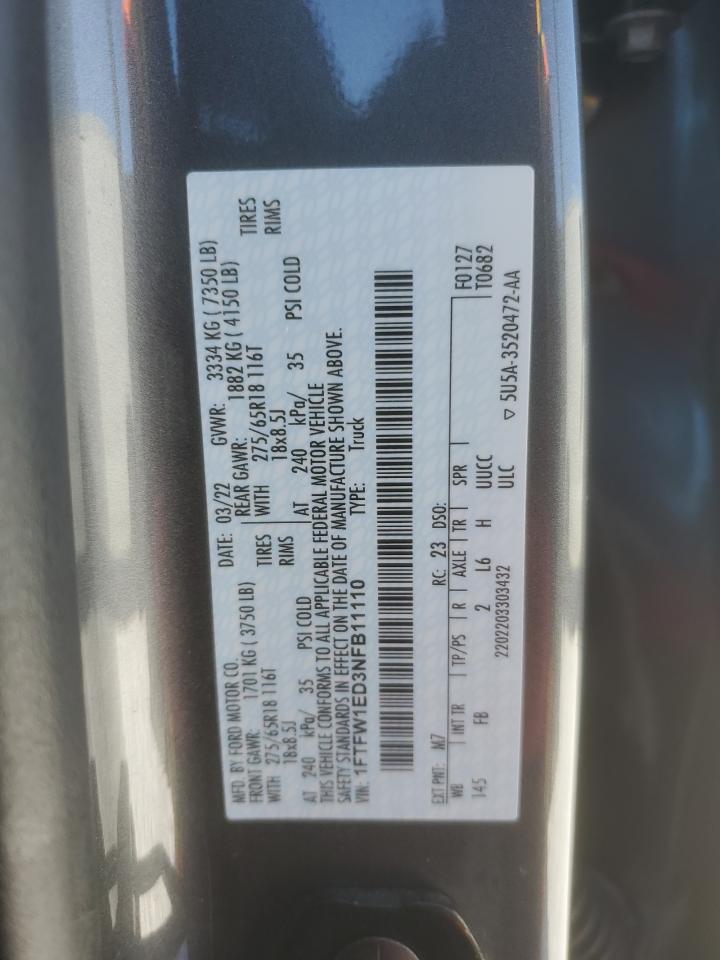 MFD. BY FORD MOTOR CO.
DATE: 03/22 GVWR: 3334 KG ( 7350 LB)
FRONT GAWR: 1701 KG ( 3750 LB) REAR GAWR: 1882 KG ( 4150 LB)
WITH 275/65R18 116T TIRES WITH 275/65R18 116T TIRES
18x8.5J RIMS 18x8.5J RIMS
AT 240 kPa/ 35 PSI COLD AT 240 kPa/ 35 PSI COLD
THIS VEHICLE CONFORMS TO ALL APPLICABLE FEDERAL MOTOR VEHICLE
SAFETY STANDARDS IN EFFECT ON THE DATE OF MANUFACTURE SHOWN ABOVE.
VIN: 1FTFW1ED3NFB11110 TYPE: Truck
EXT PNT: M7 RC: 23 DSO: F0127
WB INT TR TP/PS R AXLE TR SPR T0682
145 FB 2 L6 H UUCC
2202203303432 ULC ▽ 5U5A-3520472-AA